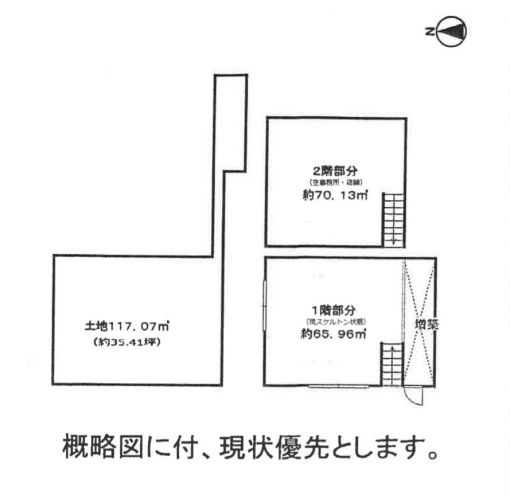 N
2階部分
(空事務所・店舗)
約70.13㎡
土地117.07㎡
(約35.41坪)
1階部分
(現スケルトン状態)
約65.96㎡
増築
概略図に付、現状優先とします。